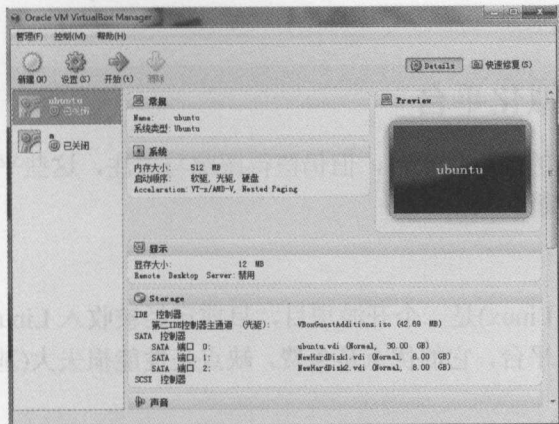 Oracle VM VirtualBox Manager
管理(F) 控制(M) 帮助(H)
新建(N) 设置(S) 开始(t) 清除
Details 快速修复(S)
ubuntu
已关闭
a
已关闭
常规
Name: ubuntu
系统类型: Ubuntu
系统
内存大小: 512 MB
启动顺序: 软驱, 光驱, 硬盘
Acceleration: VT-x/AMD-V, Nested Paging
Preview
ubuntu
显示
显存大小: 12 MB
Remote Desktop Server: 禁用
Storage
IDE 控制器
第二IDE控制器主通道 (光驱): VBoxGuestAdditions.iso (42.69 MB)
SATA 控制器
SATA 端口 0: ubuntu.vdi (Normal, 30.00 GB)
SATA 端口 1: NewHardDisk1.vdi (Normal, 8.00 GB)
SATA 端口 2: NewHardDisk2.vdi (Normal, 8.00 GB)
SCSI 控制器
声音